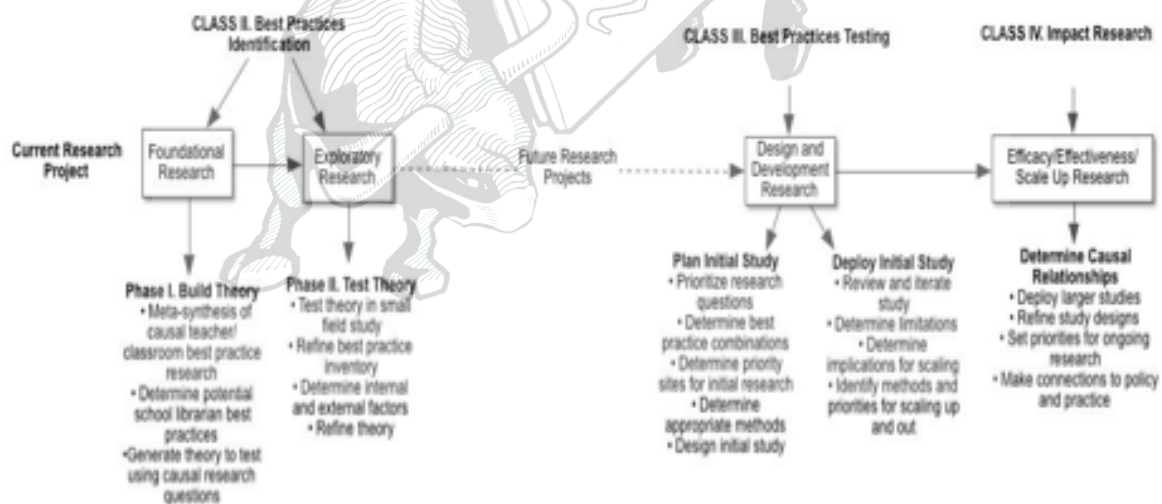 CLASS II. Best Practices
Identification
CLASS III. Best Practices Testing
CLASS IV. Impact Research
Current Research
Project
Foundational
Research
Exploratory
Research
Future Research
Projects
Design and
Development
Research
Efficacy/Effectiveness/
Scale Up Research
Phase I. Build Theory
• Meta-synthesis of
causal teacher/
classroom best practice
research
• Determine potential
school librarian best
practices
•Generate theory to test
using causal research
questions
Phase II. Test Theory
• Test theory in small
field study
• Refine best practice
inventory
• Determine internal
and external factors
• Refine theory
Plan Initial Study
• Prioritize research
questions
• Determine best
practice combinations
• Determine priority
sites for initial research
• Determine
appropriate methods
• Design initial study
Deploy Initial Study
• Review and iterate
study
• Determine limitations
• Determine
implications for scaling
• Identify methods and
priorities for scaling up
and out
Determine Causal
Relationships
• Deploy larger studies
• Refine study designs
• Set priorities for ongoing
research
• Make connections to policy
and practice